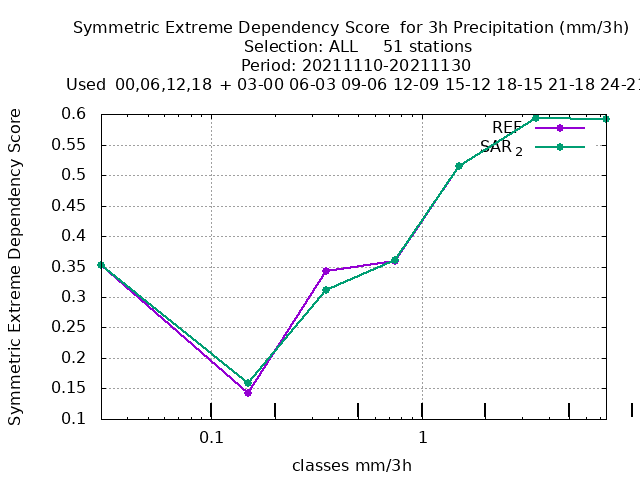 Symmetric Extreme Dependency Score  for 3h Precipitation (mm/3h)
Selection: ALL     51 stations
Period: 20211110-20211130
Used  00,06,12,18  + 03-00 06-03 09-06 12-09  15-12 18-15 21-18 24-21
Symmetric Extreme Dependency Score
0.6
0.55
0.5
0.45
0.4
0.35
0.3
0.25
0.2
0.15
0.1
REF
SAR 2
0.1
1
classes mm/3h